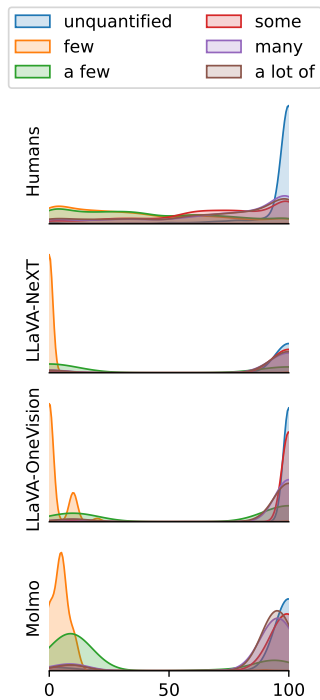 unquantified some
few many
a few a lot of
Humans
LLaVA-NeXT
LLaVA-OneVision
Molmo
0 50 100